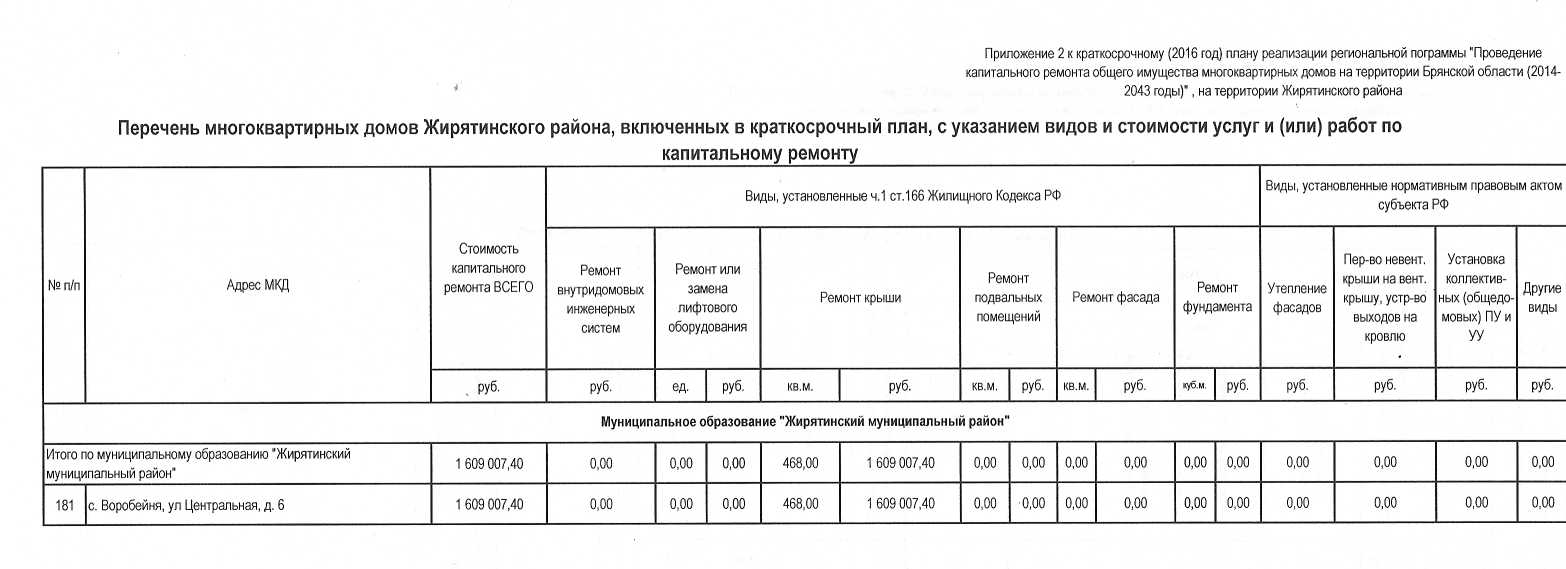 Приложение 2 к краткосрочному (2016 год) плану реализации региональной пограммы "Проведение
капитального ремонта общего имущества многоквартирных домов на территории Брянской области (2014-
2043 годы)" , на территории Жирятинского района
Перечень многоквартирных домов Жирятинского района, включенных в краткосрочный план, с указанием видов и стоимости услуг и (или) работ по
капитальному ремонту
№ п/п
Адрес МКД
Стоимость
капитального
ремонта ВСЕГО
Виды, установленные ч.1 ст.166 Жилищного Кодекса РФ
Виды, установленные нормативным правовым актом
субъекта РФ
Ремонт
внутридомовых
инженерных
систем
Ремонт или
замена
лифтового
оборудования
Ремонт крыши
Ремонт
подвальных
помещений
Ремонт фасада
Ремонт
фундамента
Утепление
фасадов
Пер-во невент.
крыши на вент.
крышу, устр-во
выходов на
кровлю
Установка
коллектив-
ных (общедо-
мовых) ПУ и
УУ
Другие
виды
руб. руб. ед. руб. кв.м. руб. кв.м. руб. кв.м. руб. куб.м. руб. руб. руб. руб. руб.
Муниципальное образование "Жирятинский муниципальный район"
Итого по муниципальному образованию "Жирятинский
муниципальный район"
1 609 007,40 0,00 0,00 0,00 468,00 1 609 007,40 0,00 0,00 0,00 0,00 0,00 0,00 0,00 0,00 0,00 0,00
181 с. Воробейня, ул Центральная, д. 6 1 609 007,40 0,00 0,00 0,00 468,00 1 609 007,40 0,00 0,00 0,00 0,00 0,00 0,00 0,00 0,00 0,00 0,00